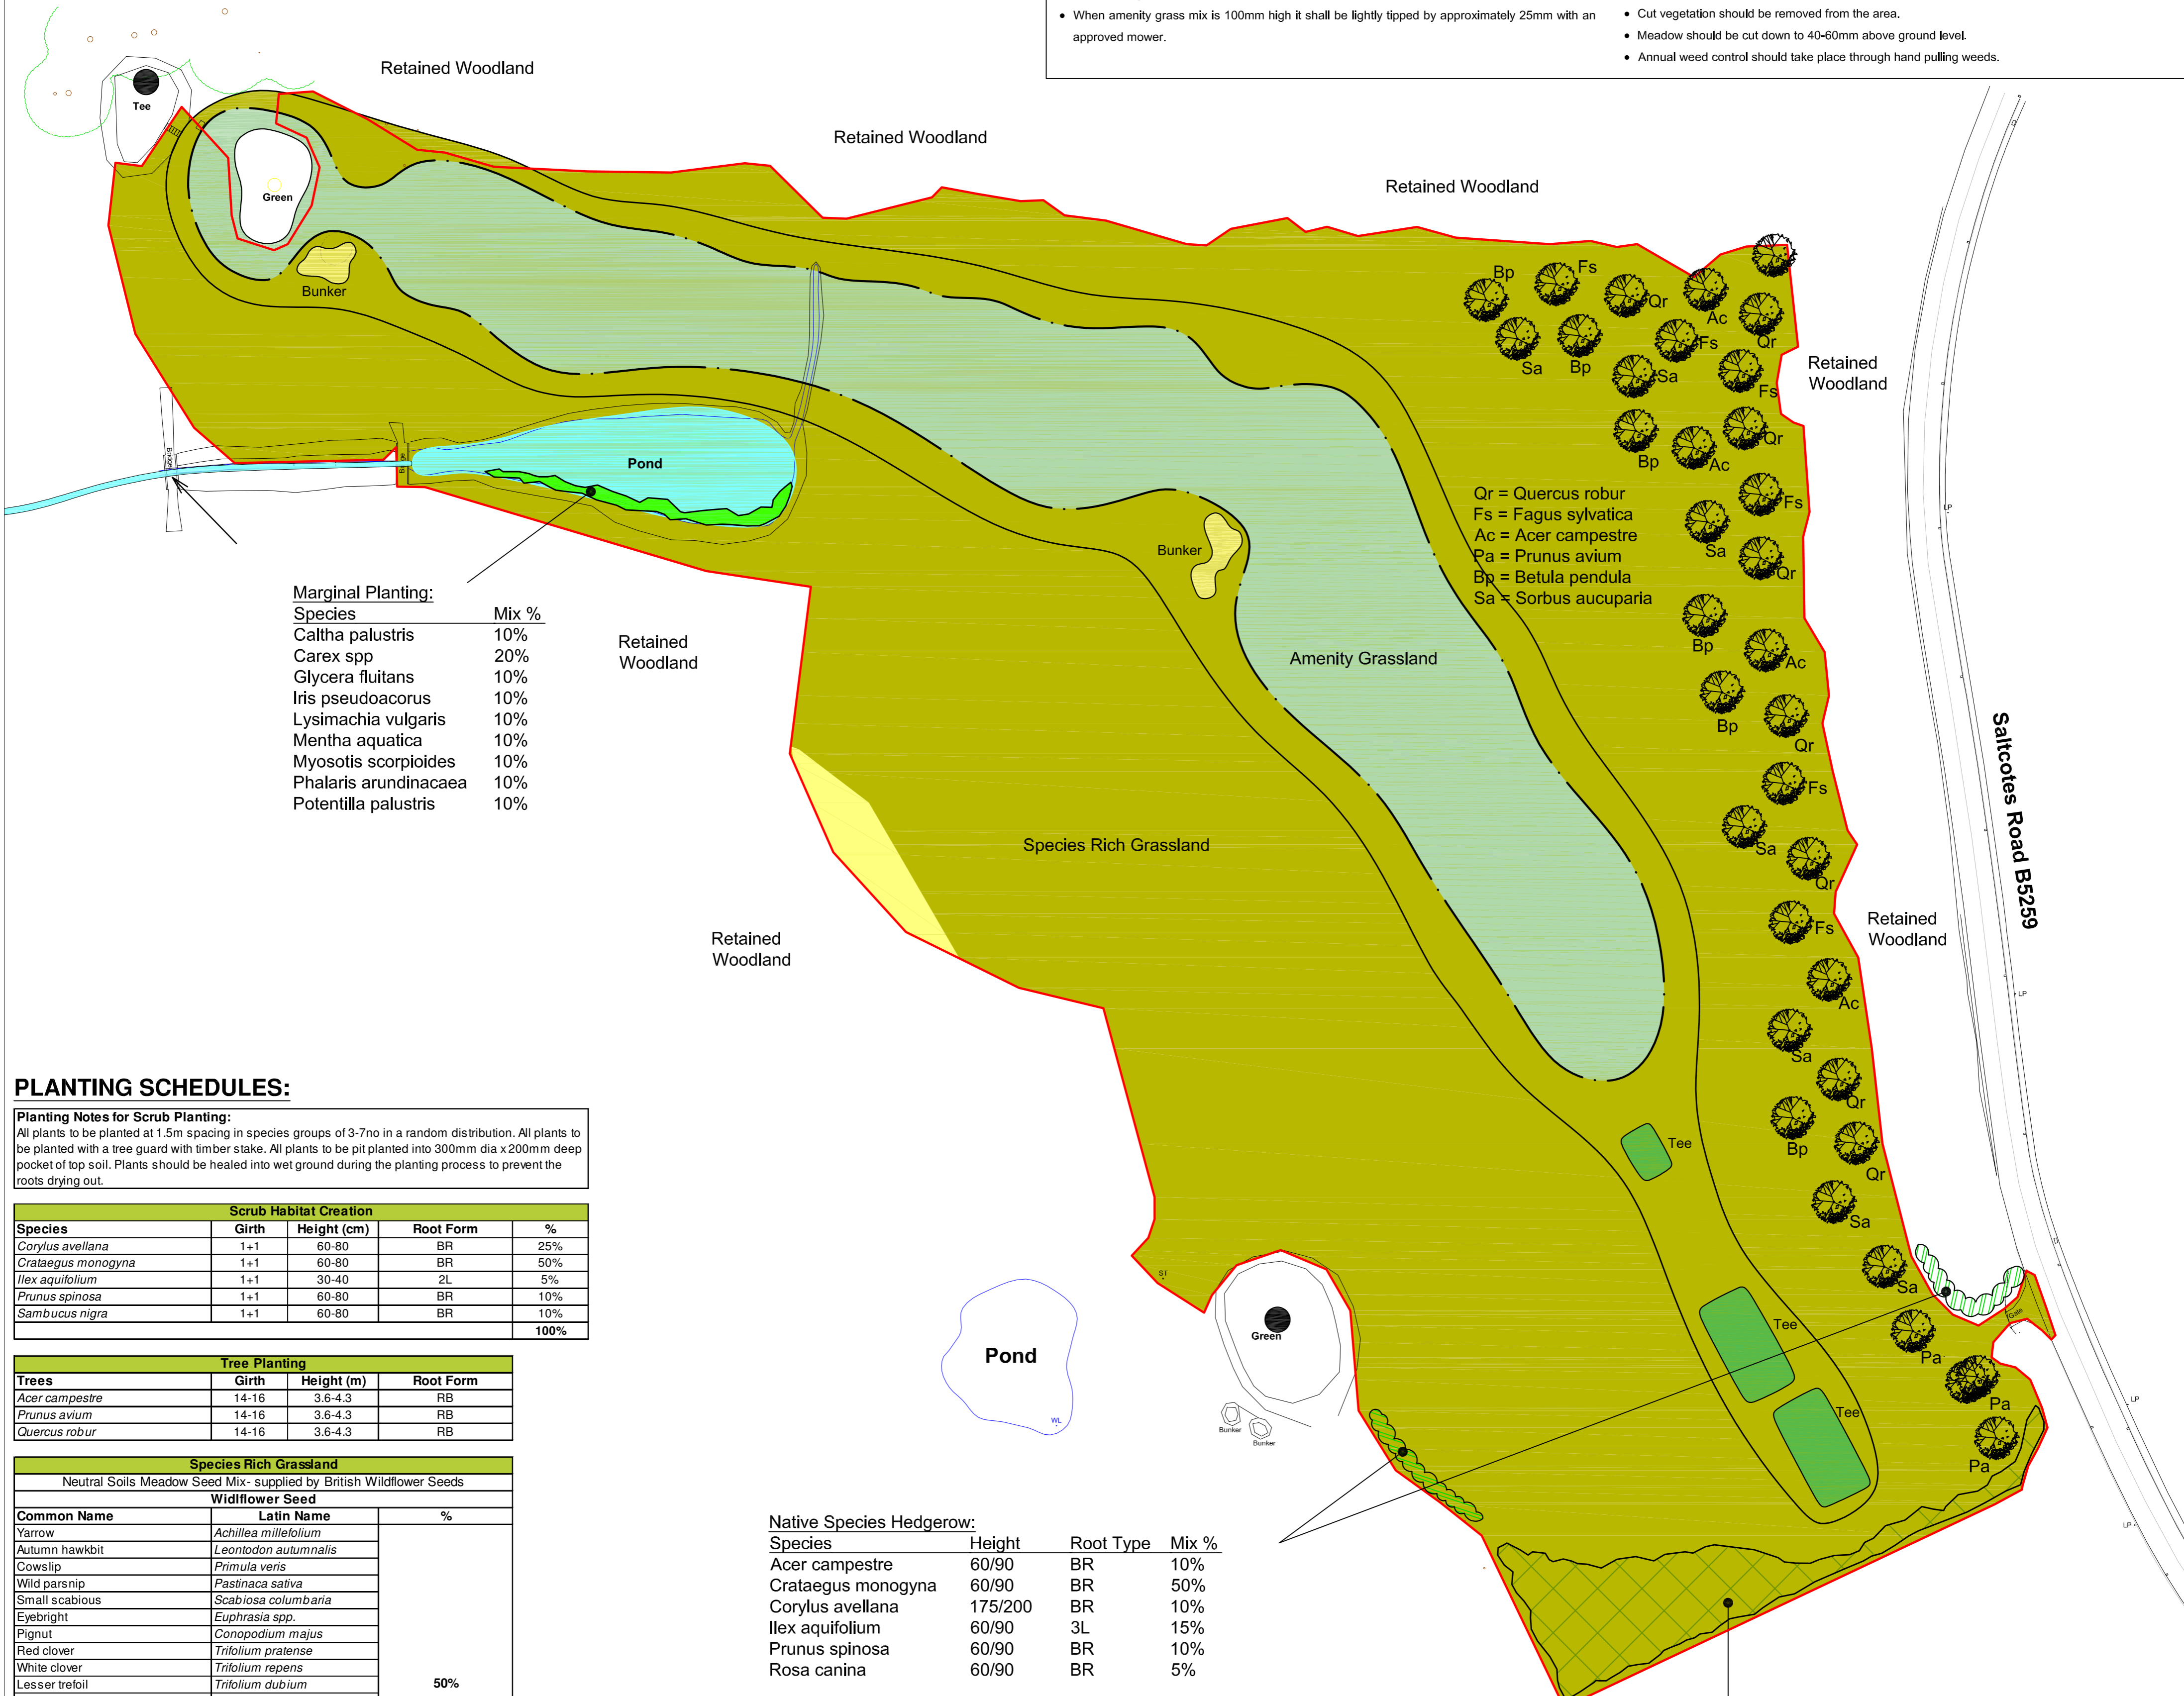 • When amenity grass mix is 100mm high it shall be lightly tipped by approximately 25mm with an
approved mower.
• Cut vegetation should be removed from the area.
• Meadow should be cut down to 40-60mm above ground level.
• Annual weed control should take place through hand pulling weeds.
Retained Woodland
Retained Woodland
Retained Woodland
Tee
Green
Bunker
Bp
Fs
Qr
Ac
Qr
Sa
Bp
Fs
Sa
Fs
Retained
Woodland
Bp
Ac
Qr
Bridge
Bridge
Pond
Qr = Quercus robur
Fs = Fagus sylvatica
Ac = Acer campestre
Pa = Prunus avium
Bp = Betula pendula
Sa = Sorbus aucuparia
Fs
Sa
Qr
LP
Bunker
Marginal Planting:
Species Mix %
Caltha palustris 10%
Carex spp 20%
Glycera fluitans 10%
Iris pseudoacorus 10%
Lysimachia vulgaris 10%
Mentha aquatica 10%
Myosotis scorpioides 10%
Phalaris arundinacaea 10%
Potentilla palustris 10%
Retained
Woodland
Amenity Grassland
Bp
Ac
Bp
Qr
Saltcotes Road B5259
Fs
Sa
Qr
Species Rich Grassland
Retained
Woodland
Fs
Retained
Woodland
Ac
LP
Sa
Qr
Bp
Qr
Tee
Sa
Sa
Gate
ST
Tee
Pa
Green
Pond
WL
Pa
LP
Tee
Bunker
Bunker
Pa
LP
PLANTING SCHEDULES:
Planting Notes for Scrub Planting:
All plants to be planted at 1.5m spacing in species groups of 3-7no in a random distribution. All plants to
be planted with a tree guard with timber stake. All plants to be pit planted into 300mm dia x 200mm deep
pocket of top soil. Plants should be healed into wet ground during the planting process to prevent the
roots drying out.
Scrub Habitat Creation
Species Girth Height (cm) Root Form %
Corylus avellana 1+1 60-80 BR 25%
Crataegus monogyna 1+1 60-80 BR 50%
Ilex aquifolium 1+1 30-40 2L 5%
Prunus spinosa 1+1 60-80 BR 10%
Sambucus nigra 1+1 60-80 BR 10%
100%
Tree Planting
Trees Girth Height (m) Root Form
Acer campestre 14-16 3.6-4.3 RB
Prunus avium 14-16 3.6-4.3 RB
Quercus robur 14-16 3.6-4.3 RB
Species Rich Grassland
Neutral Soils Meadow Seed Mix- supplied by British Wildflower Seeds
Widlflower Seed
Common Name Latin Name %
Yarrow Achillea millefolium
Autumn hawkbit Leontodon autumnalis
Cowslip Primula veris
Wild parsnip Pastinaca sativa
Small scabious Scabiosa columbaria
Eyebright Euphrasia spp.
Pignut Conopodium majus
Red clover Trifolium pratense
White clover Trifolium repens
Lesser trefoil Trifolium dubium 50%
Native Species Hedgerow:
Species Height Root Type Mix %
Acer campestre 60/90 BR 10%
Crataegus monogyna 60/90 BR 50%
Corylus avellana 175/200 BR 10%
Ilex aquifolium 60/90 3L 15%
Prunus spinosa 60/90 BR 10%
Rosa canina 60/90 BR 5%